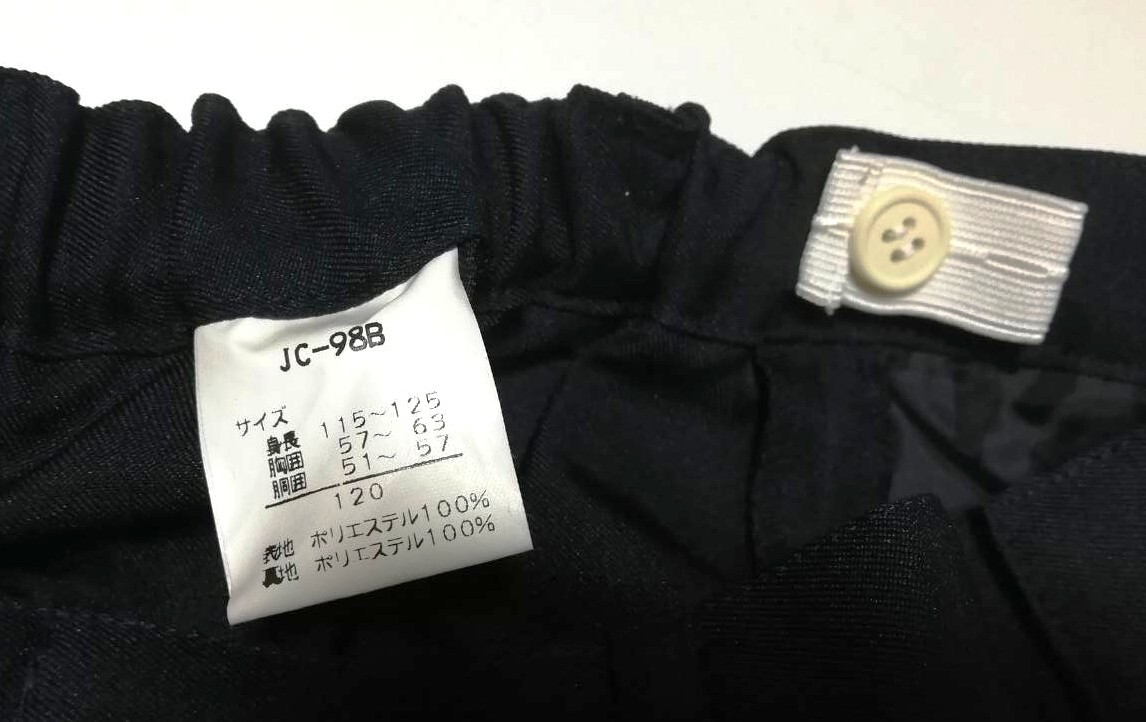 JC-98B
サイズ
身長 115~125
胸囲 57~ 63
胴囲 51~ 57
120
表地 ポリエステル100%
裏地 ポリエステル100%